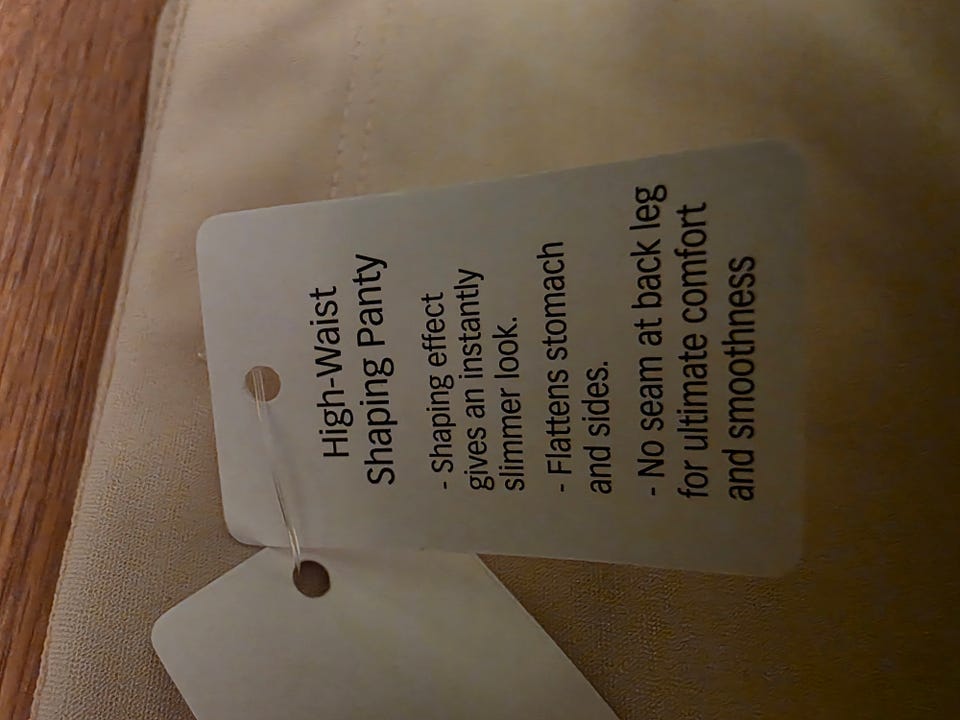 High-Waist
Shaping Panty
- Shaping effect
gives an instantly
slimmer look.
- Flattens stomach
and sides.
- No seam at back leg
for ultimate comfort
and smoothness